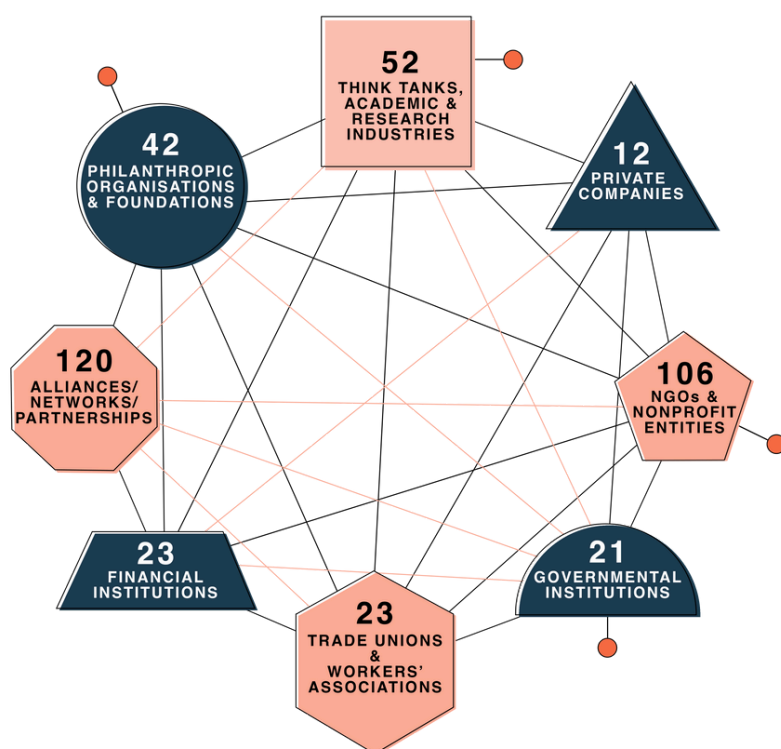 52
THINK TANKS,
ACADEMIC &
RESEARCH
INDUSTRIES
42
PHILANTHROPIC
ORGANISATIONS
& FOUNDATIONS
12
PRIVATE
COMPANIES
120
ALLIANCES/
NETWORKS/
PARTNERSHIPS
106
NGOs &
NONPROFIT
ENTITIES
23
FINANCIAL
INSTITUTIONS
21
GOVERNMENTAL
INSTITUTIONS
23
TRADE UNIONS
&
WORKERS'
ASSOCIATIONS